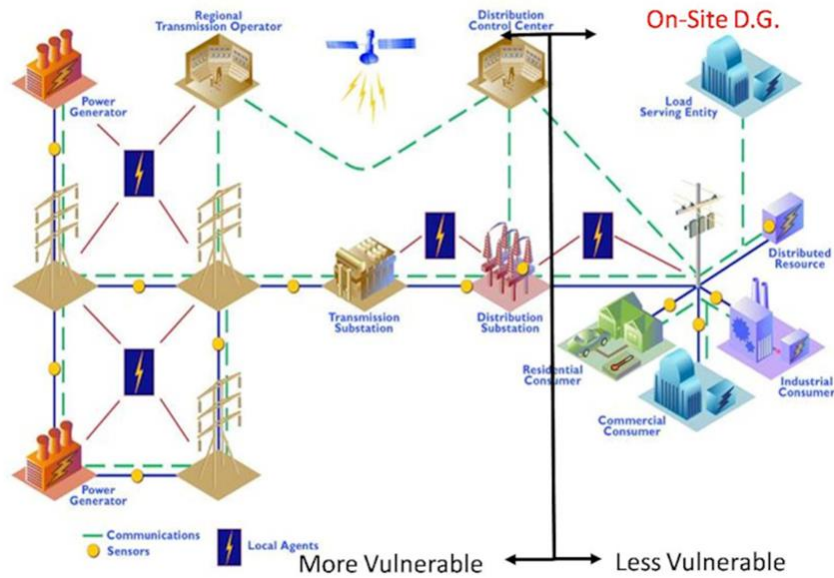 Regional
Transmission Operator
Distribution
Control Center
On-Site D.G.
Power
Generator
Load
Serving Entity
Distributed
Resource
Transmission
Substation
Distribution
Substation
Residential
Consumer
Industrial
Consumer
Commercial
Consumer
Power
Generator
Communications
Sensors
Local Agents
More Vulnerable
Less Vulnerable